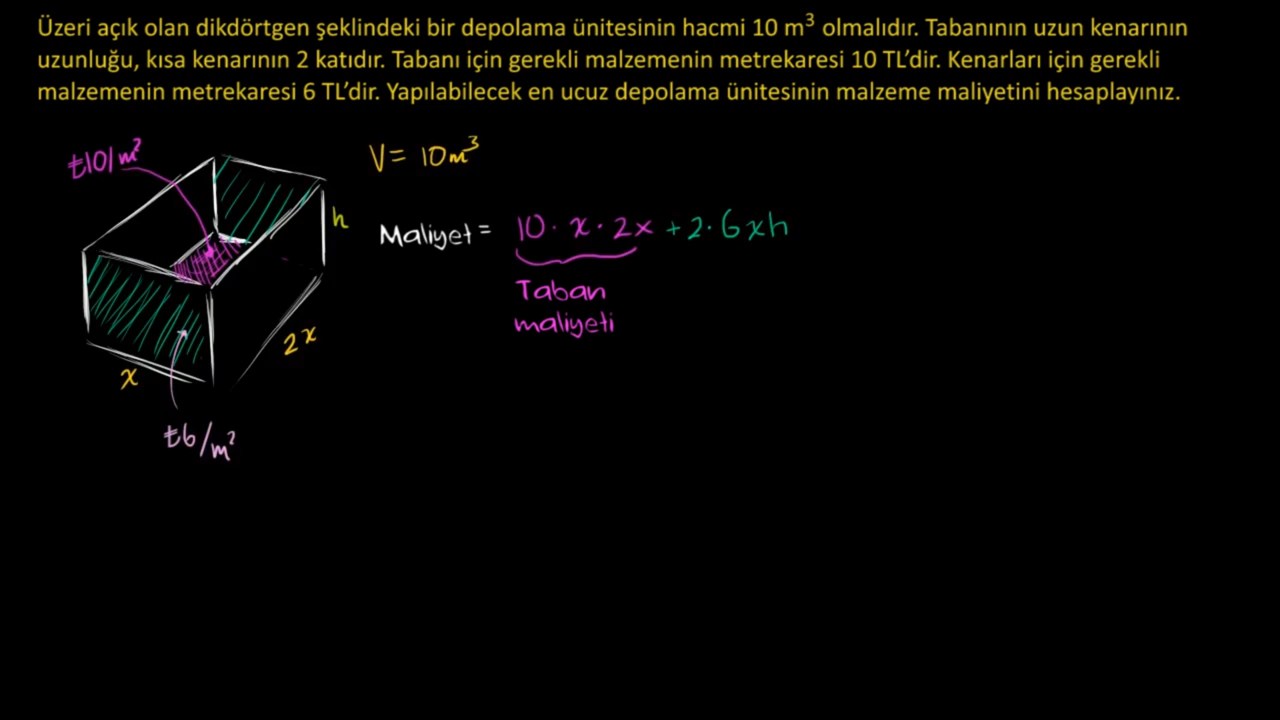 Üzeri açık olan dikdörtgen şeklindeki bir depolama ünitesinin hacmi 10 m³ olmalıdır. Tabanının uzun kenarının
uzunluğu, kısa kenarının 2 katıdır. Tabanı için gerekli malzemenin metrekaresi 10 TL’dir. Kenarları için gerekli
malzemenin metrekaresi 6 TL’dir. Yapılabilecek en ucuz depolama ünitesinin malzeme maliyetini hesaplayınız.
₺10/m²
V = 10m³
h
Maliyet = 10 · x · 2x + 2 · 6xh
Taban
maliyeti
2x
x
₺6/m²